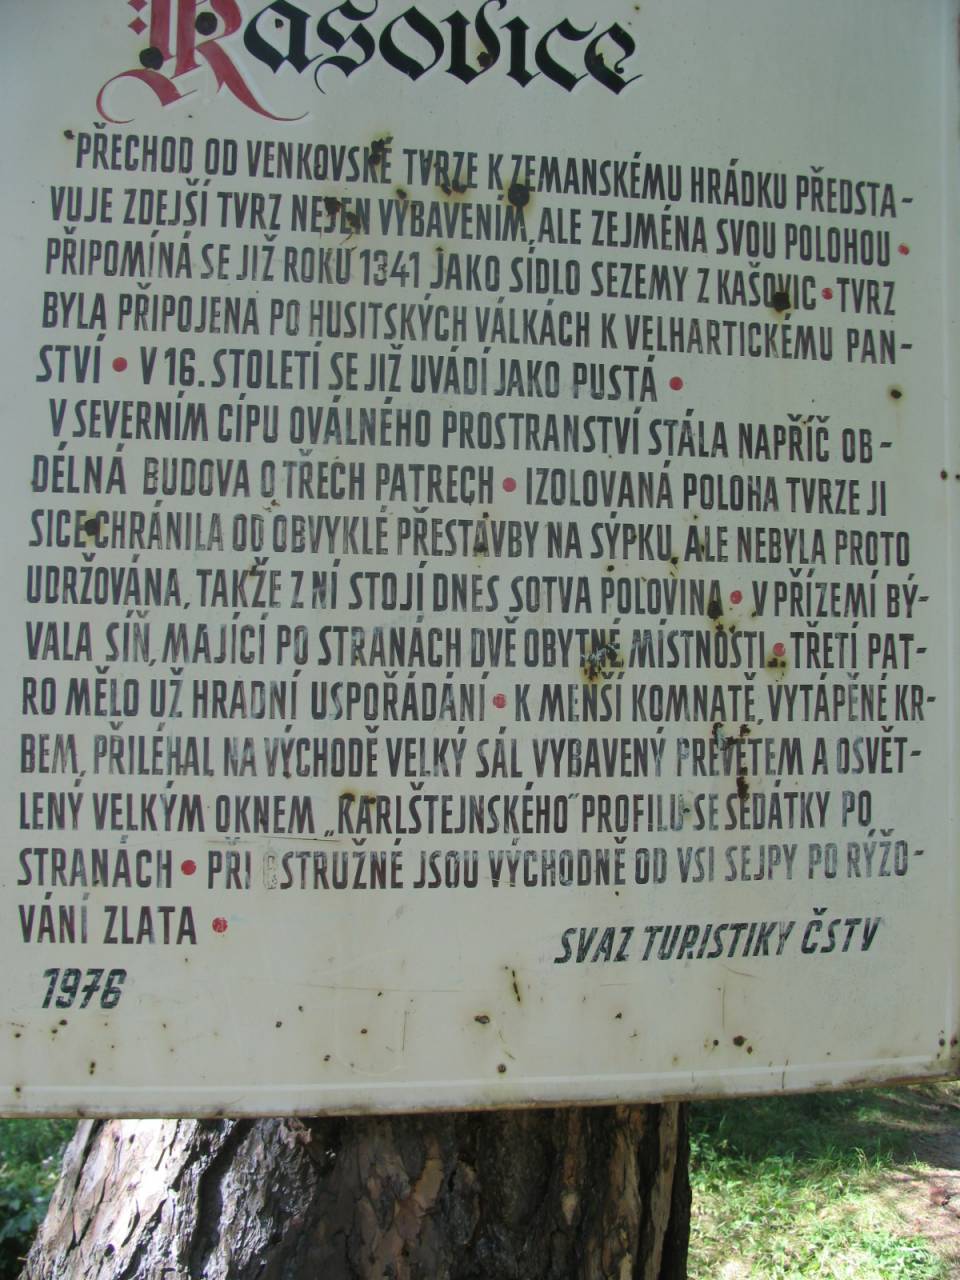 Kašovice
PŘECHOD OD VENKOVSKÉ TVRZE K ZEMANSKÉMU HRÁDKU PŘEDSTA-
VUJE ZDEJŠÍ TVRZ NEJEN VYBAVENÍM, ALE ZEJMÉNA SVOU POLOHOU •
PŘIPOMÍNÁ SE JIŽ ROKU 1341 JAKO SÍDLO SEZEMY Z KAŠOVIC • TVRZ
BYLA PŘIPOJENA PO HUSITSKÝCH VÁLKÁCH K VELHARTICKÉMU PAN-
STVÍ • V 16. STOLETÍ SE JIŽ UVÁDÍ JAKO PUSTÁ •
V SEVERNÍM CÍPU OVÁLNÉHO PROSTRANSTVÍ STÁLA NAPŘÍČ OB-
DÉLNÁ BUDOVA O TŘECH PATRECH • IZOLOVANÁ POLOHA TVRZE JI
SICE CHRÁNILA OD OBVYKLÉ PŘESTAVBY NA SÝPKU, ALE NEBYLA PROTO
UDRŽOVÁNA, TAKŽE Z NÍ STOJÍ DNES SOTVA POLOVINA • V PŘÍZEMÍ BÝ-
VALA SÍŇ, MAJÍCÍ PO STRANÁCH DVĚ OBYTNÉ MÍSTNOSTI • TŘETÍ PAT-
RO MĚLO UŽ HRADNÍ USPOŘÁDÁNÍ • K MENŠÍ KOMNATĚ, VYTÁPĚNÉ KR-
BEM, PŘILÉHAL NA VÝCHODĚ VELKÝ SÁL, VYBAVENÝ PREVETEM A OSVĚT-
LENÝ VELKÝM OKNEM „KARLŠTEJNSKÉHO" PROFILU SE SEDÁTKY PO
STRANÁCH • PŘI OSTRUŽNÉ JSOU VÝCHODNĚ OD VSI SEJPY PO RÝŽO-
VÁNÍ ZLATA •
SVAZ TURISTIKY ČSTV
1976